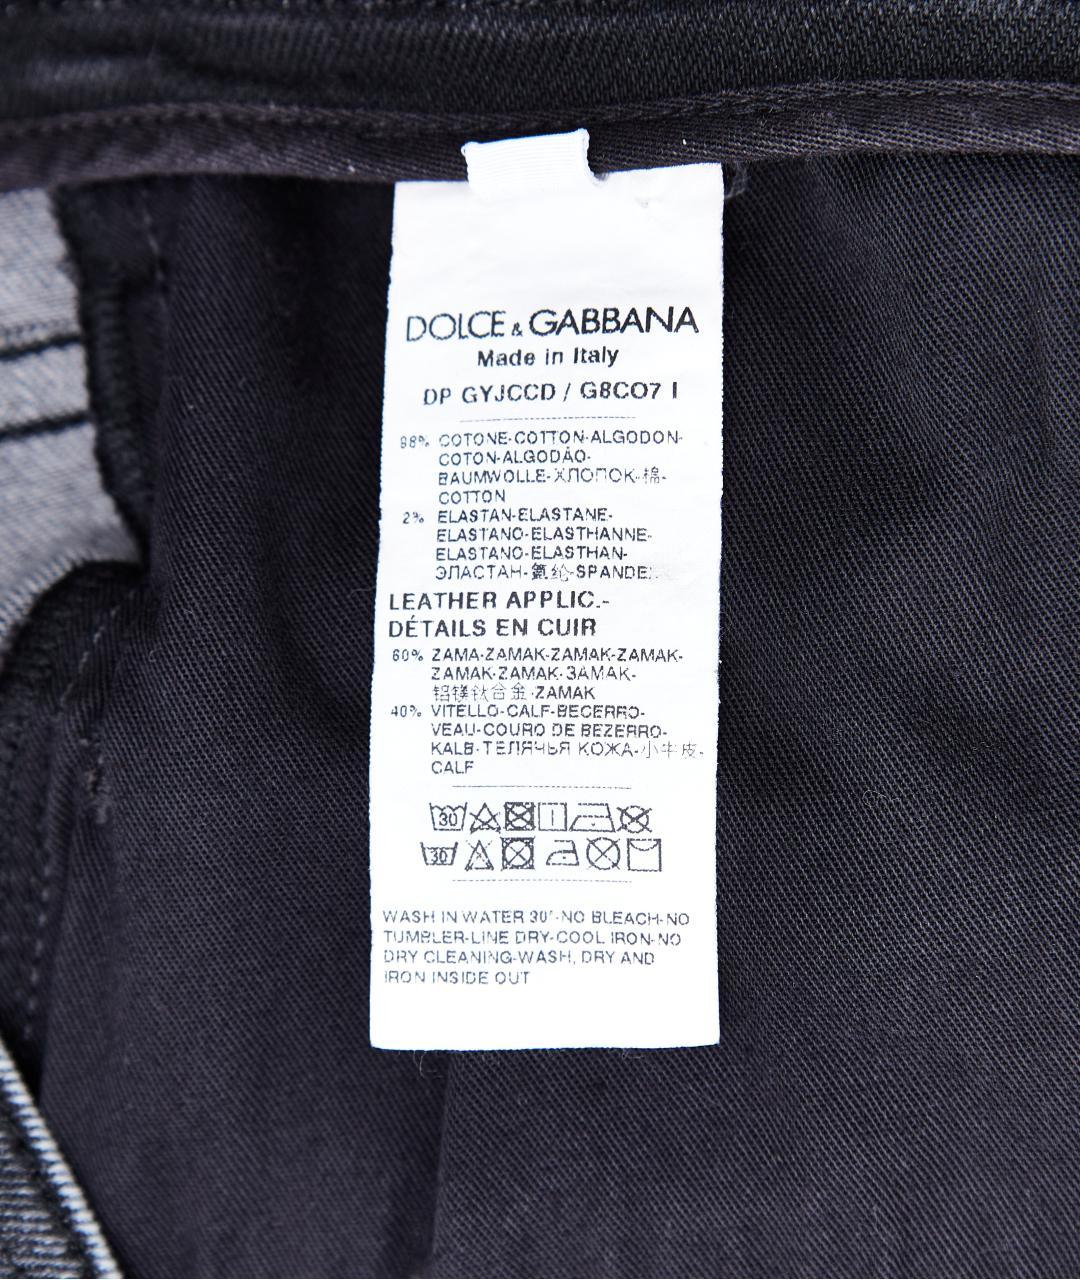 DOLCE & GABBANA
Made in Italy
DP GYJCCD / G8CO7 I
98% COTONE-COTTON-ALGODON-
COTON-ALGODÃO-
BAUMWOLLE-ХЛОПОК-棉-
COTTON
2% ELASTAN-ELASTANE-
ELASTANO-ELASTHANNE-
ELASTANO-ELASTHAN-
ЭЛАСТАН-氨纶-SPANDE
LEATHER APPLIC.-
DÉTAILS EN CUIR
60% ZAMA-ZAMAK-ZAMAK-ZAMAK-
ZAMAK-ZAMAK-ЗАМАК-
铝镁钛合金-ZAMAK
40% VITELLO-CALF-BECERRO-
VEAU-COURO DE BEZERRO-
KALB-ТЕЛЯЧЬЯ КОЖА-小牛皮-
CALF
30
30
WASH IN WATER 30°-NO BLEACH-NO
TUMBLER-LINE DRY-COOL IRON-NO
DRY CLEANING-WASH, DRY AND
IRON INSIDE OUT